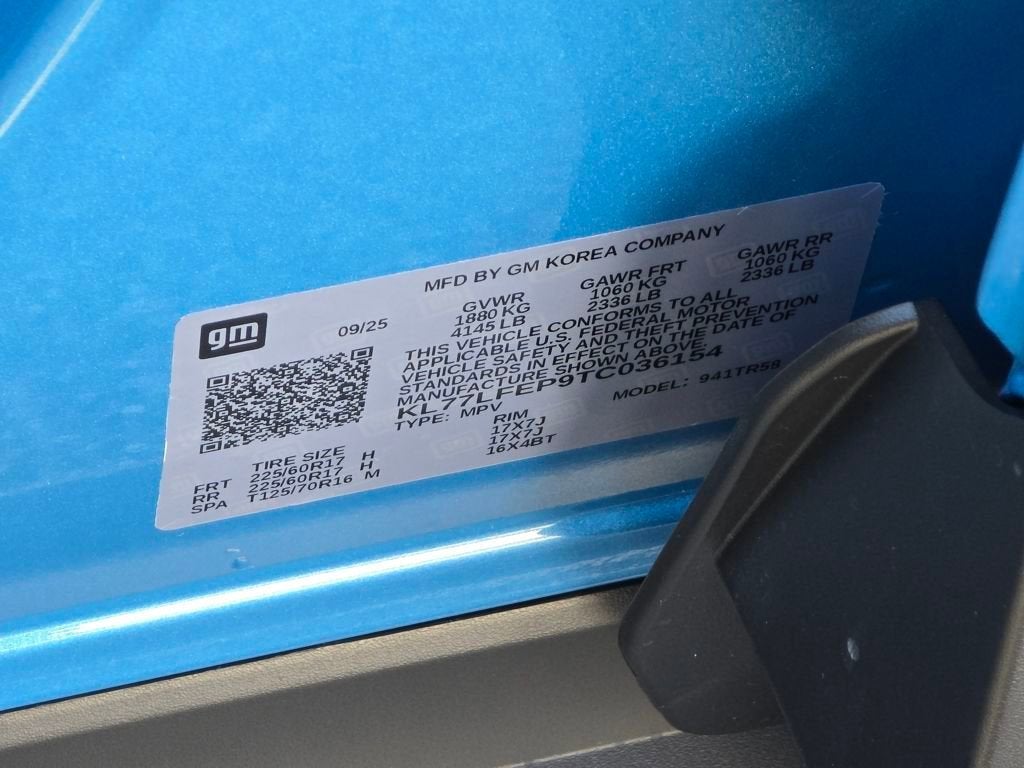 MFD BY GM KOREA COMPANY
gm
09/25
GVWR GAWR FRT GAWR RR
1880 KG 1060 KG 1060 KG
4145 LB 2336 LB 2336 LB
THIS VEHICLE CONFORMS TO ALL
APPLICABLE U.S. FEDERAL MOTOR
VEHICLE SAFETY AND THEFT PREVENTION
STANDARDS IN EFFECT ON THE DATE OF
MANUFACTURE SHOWN ABOVE.
KL77LFEP9TC036154
TYPE: MPV MODEL: 941TR58
TIRE SIZE RIM
FRT 225/60R17 H 17X7J
RR 225/60R17 H 17X7J
SPA T125/70R16 M 16X4BT